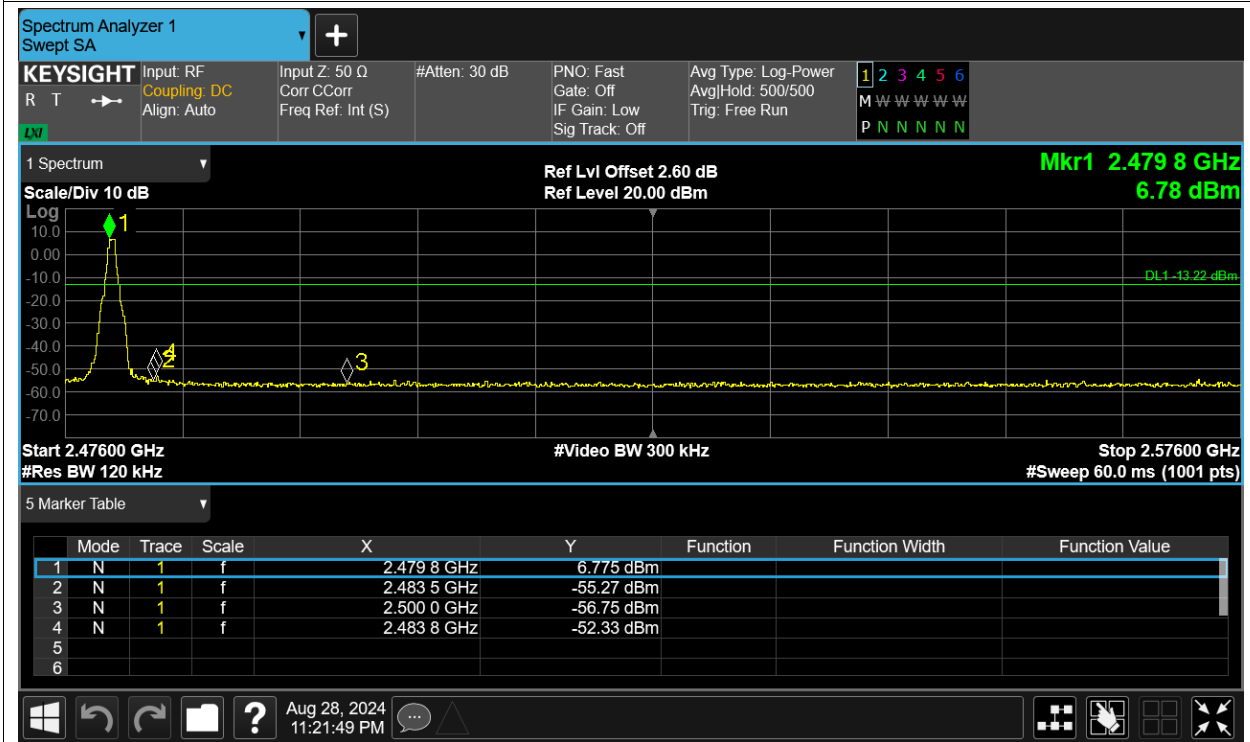 Spectrum Analyzer 1
Swept SA
+
KEYSIGHT
R T
LXI
Input: RF
Coupling: DC
Align: Auto
Input Z: 50 Ω
Corr CCorr
Freq Ref: Int (S)
#Atten: 30 dB
PNO: Fast
Gate: Off
IF Gain: Low
Sig Track: Off
Avg Type: Log-Power
Avg|Hold: 500/500
Trig: Free Run
1 2 3 4 5 6
M W W W W W
P N N N N N
1 Spectrum
Scale/Div 10 dB
Ref Lvl Offset 2.60 dB
Ref Level 20.00 dBm
Mkr1 2.479 8 GHz
6.78 dBm
Log
10.0
0.00
-10.0
-20.0
-30.0
-40.0
-50.0
-60.0
-70.0
1
4
2
3
DL1 -13.22 dBm
Start 2.47600 GHz
#Video BW 300 kHz
Stop 2.57600 GHz
#Res BW 120 kHz
#Sweep 60.0 ms (1001 pts)
5 Marker Table
Mode Trace Scale X Y Function Function Width Function Value
1 N 1 f 2.479 8 GHz 6.775 dBm
2 N 1 f 2.483 5 GHz -55.27 dBm
3 N 1 f 2.500 0 GHz -56.75 dBm
4 N 1 f 2.483 8 GHz -52.33 dBm
5
6
?
Aug 28, 2024
11:21:49 PM